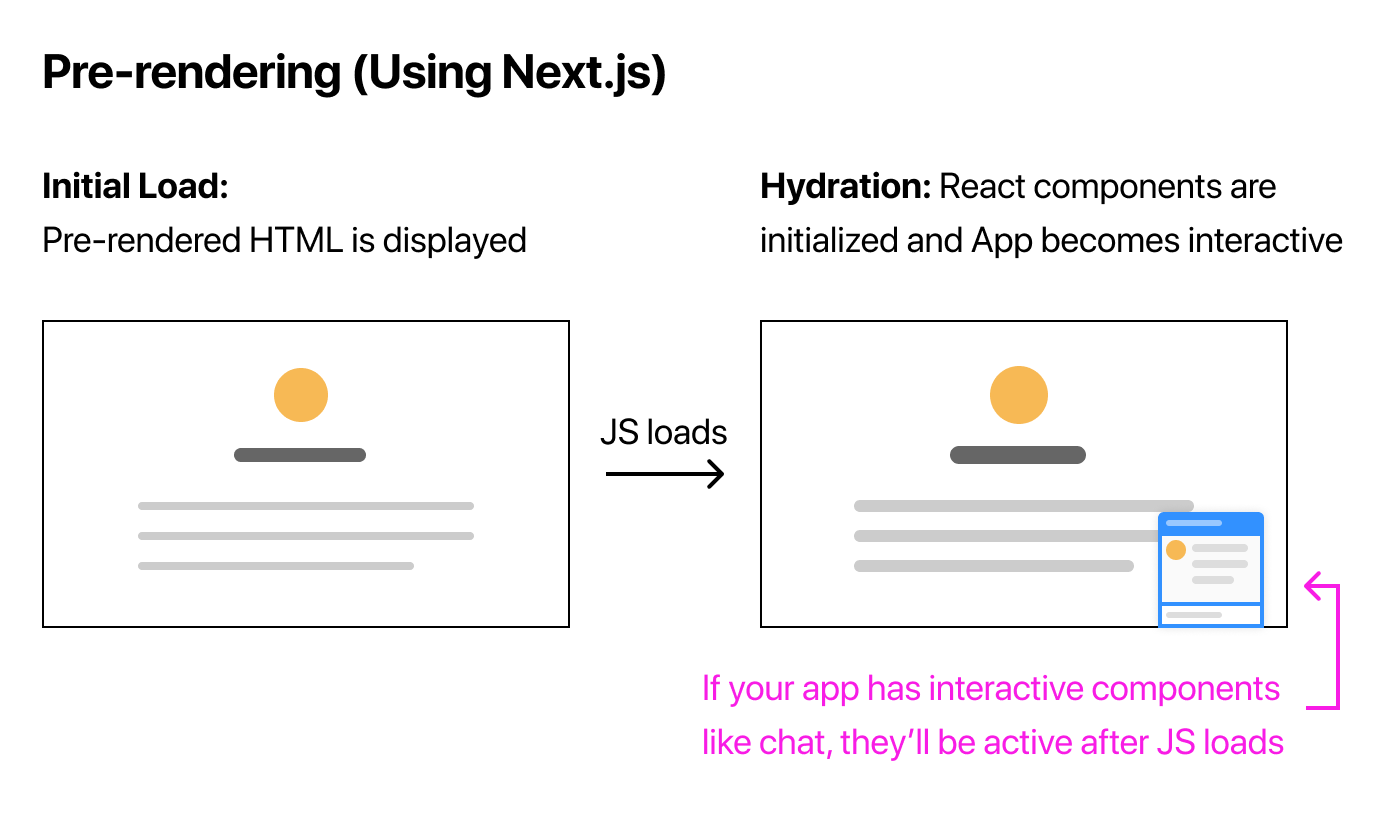 Pre-rendering (Using Next.js)
Initial Load:
Pre-rendered HTML is displayed
Hydration: React components are
initialized and App becomes interactive
JS loads
If your app has interactive components
like chat, they’ll be active after JS loads